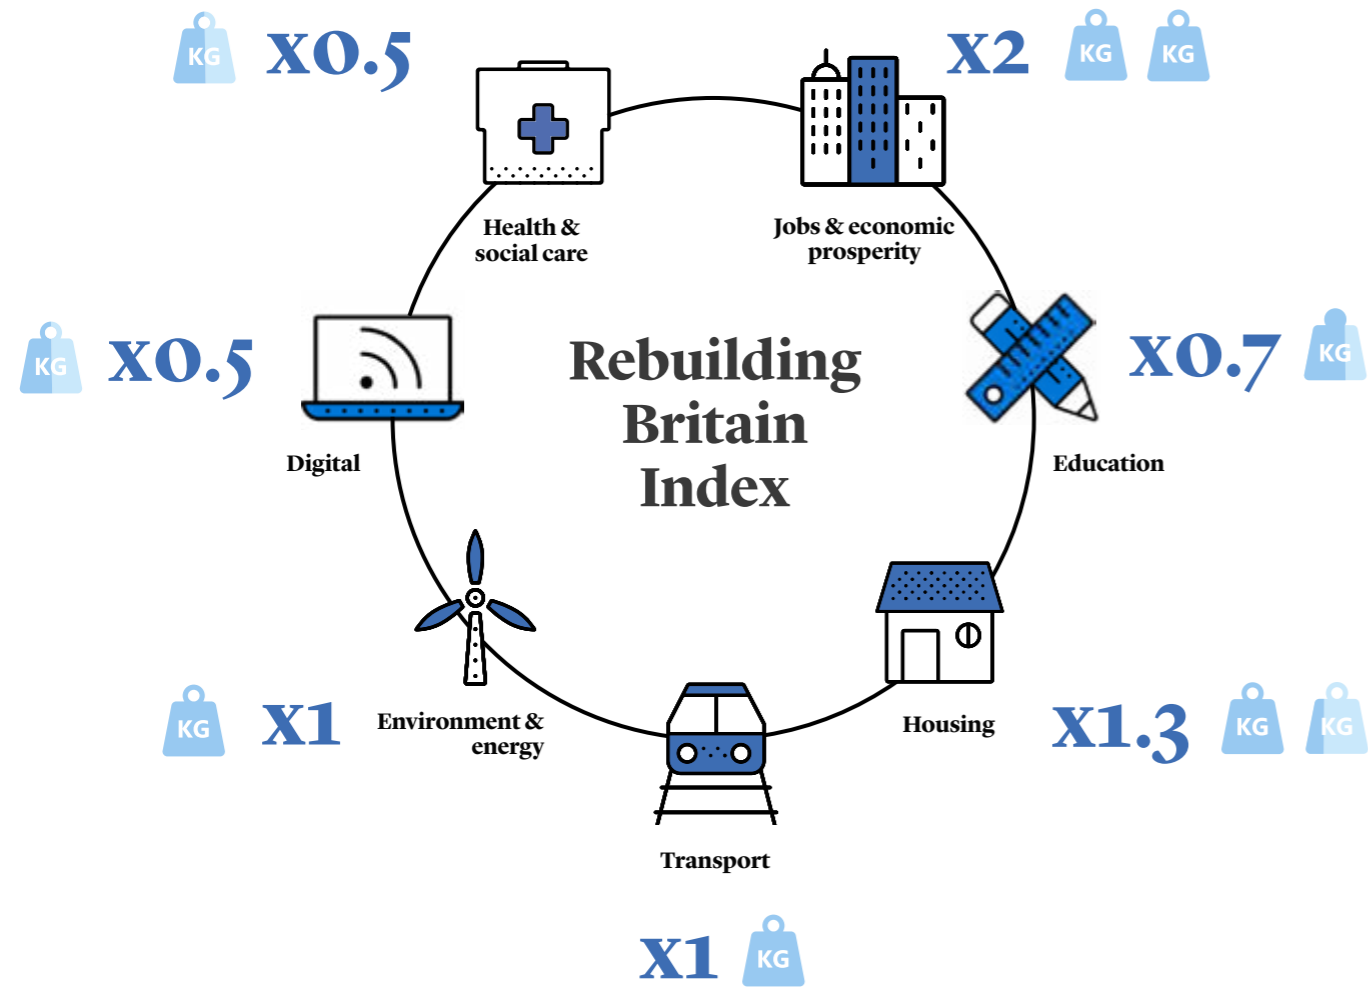 KG x0.5
x2 KG KG
Health &
social care
Jobs & economic
prosperity
KG x0.5
Rebuilding
Britain
Index
x0.7 KG
Digital
Education
KG x1
Environment &
energy
Housing
x1.3 KG KG
Transport
x1 KG